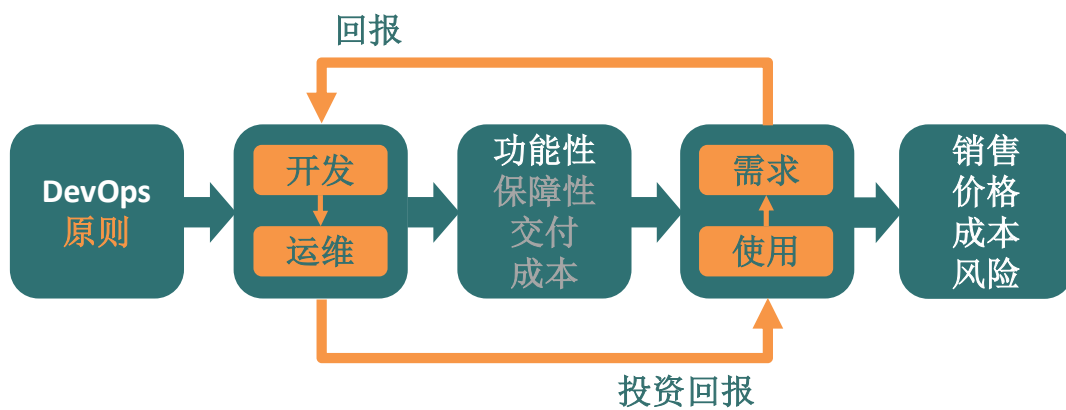 回报
DevOps
原则
开发
运维
功能性
保障性
交付
成本
需求
使用
销售
价格
成本
风险
投资回报